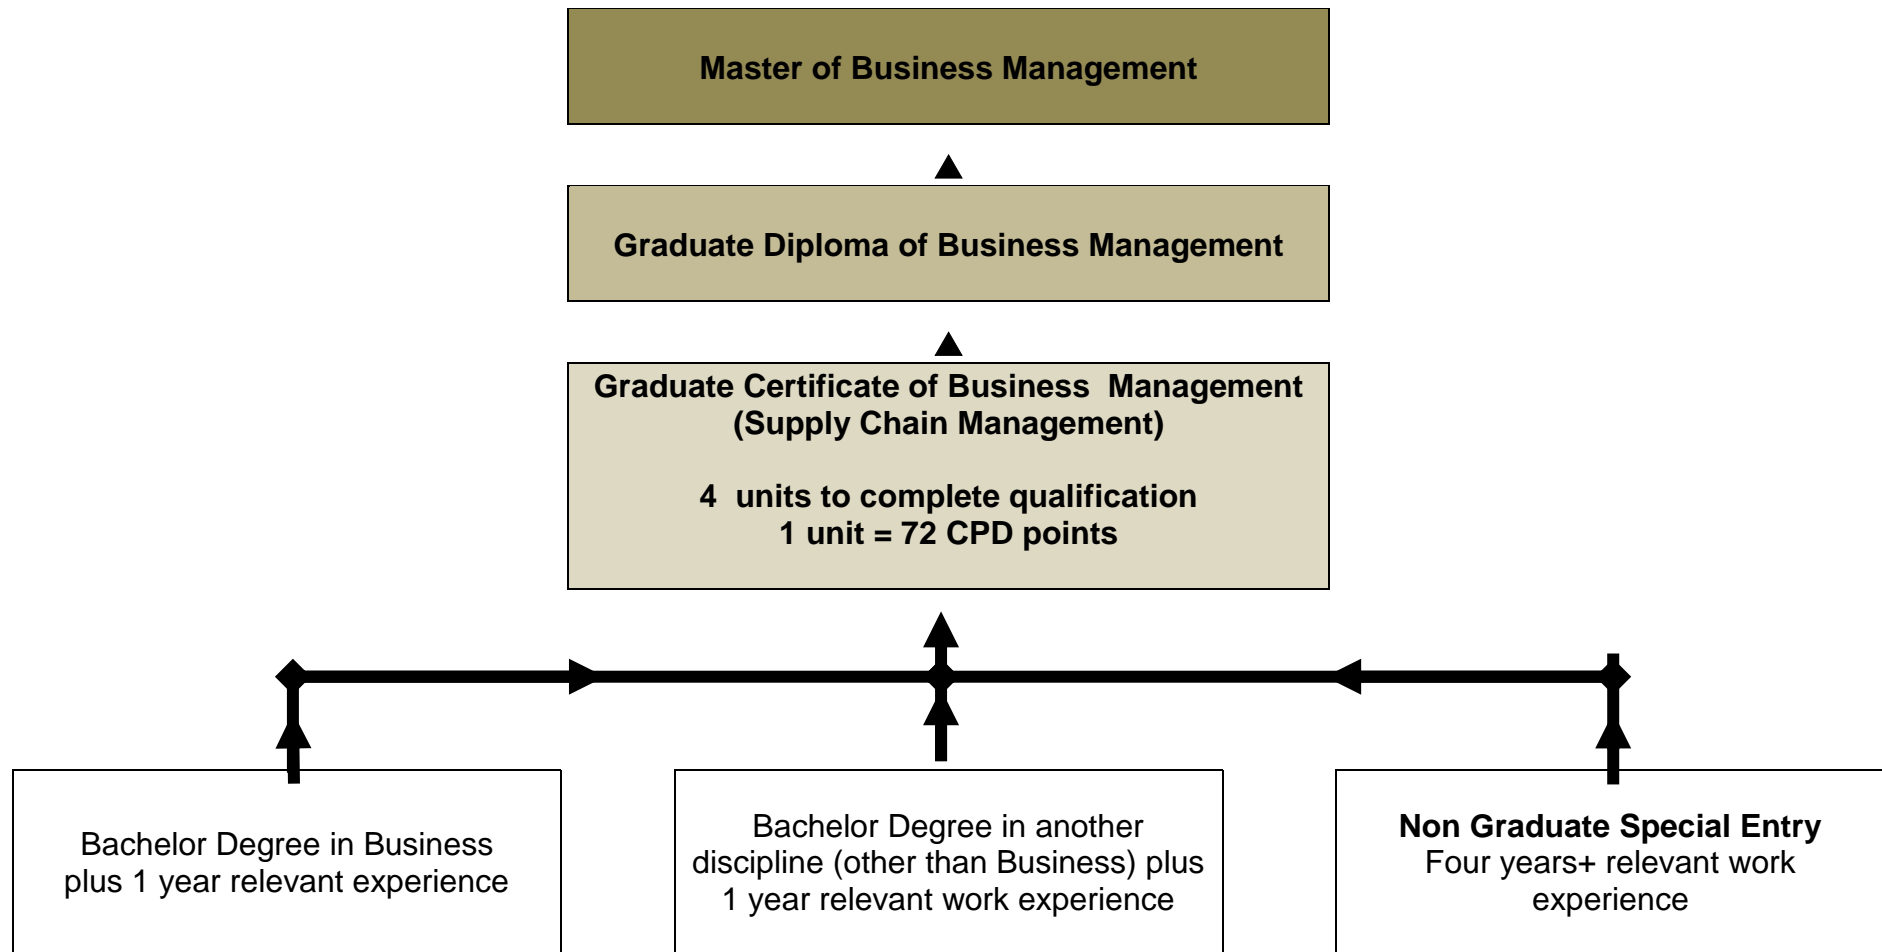 Master of Business Management
Graduate Diploma of Business Management
Graduate Certificate of Business Management
(Supply Chain Management)
4 units to complete qualification
1 unit = 72 CPD points
Bachelor Degree in Business
plus 1 year relevant experience
Bachelor Degree in another
discipline (other than Business) plus
1 year relevant work experience
Non Graduate Special Entry
Four years+ relevant work
experience